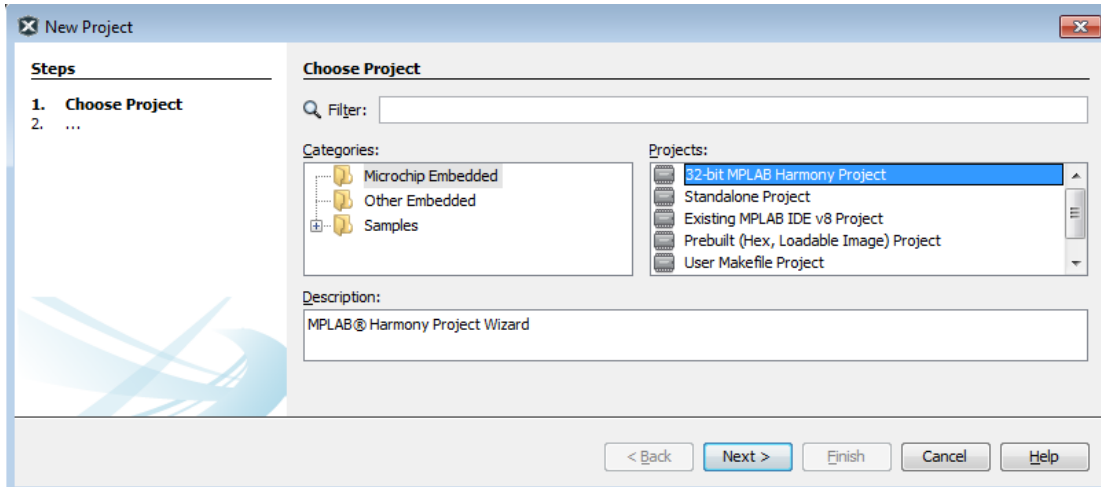 New Project
Steps
1. Choose Project
2. ...
Choose Project
Filter:
Categories:
Microchip Embedded
Other Embedded
Samples
Projects:
32-bit MPLAB Harmony Project
Standalone Project
Existing MPLAB IDE v8 Project
Prebuilt (Hex, Loadable Image) Project
User Makefile Project
Description:
MPLAB® Harmony Project Wizard
< Back Next > Finish Cancel Help